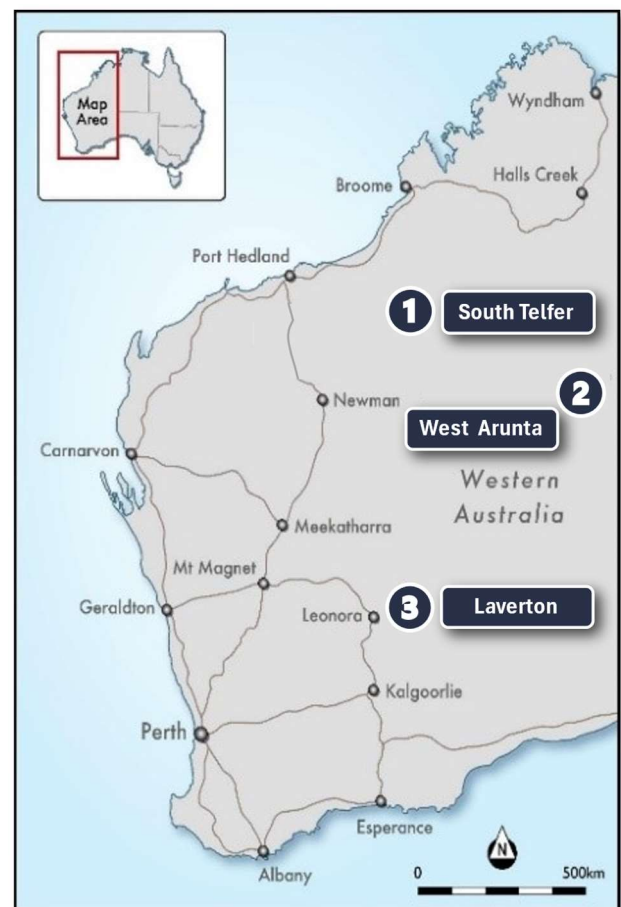 Map
Area
Wyndham
Halls Creek
Broome
Port Hedland
1
South Telfer
2
Newman
West Arunta
Carnarvon
Western
Australia
Meekatharra
Mt Magnet
Geraldton
Leonora
3
Laverton
Kalgoorlie
Perth
Esperance
N
Albany
0
500km